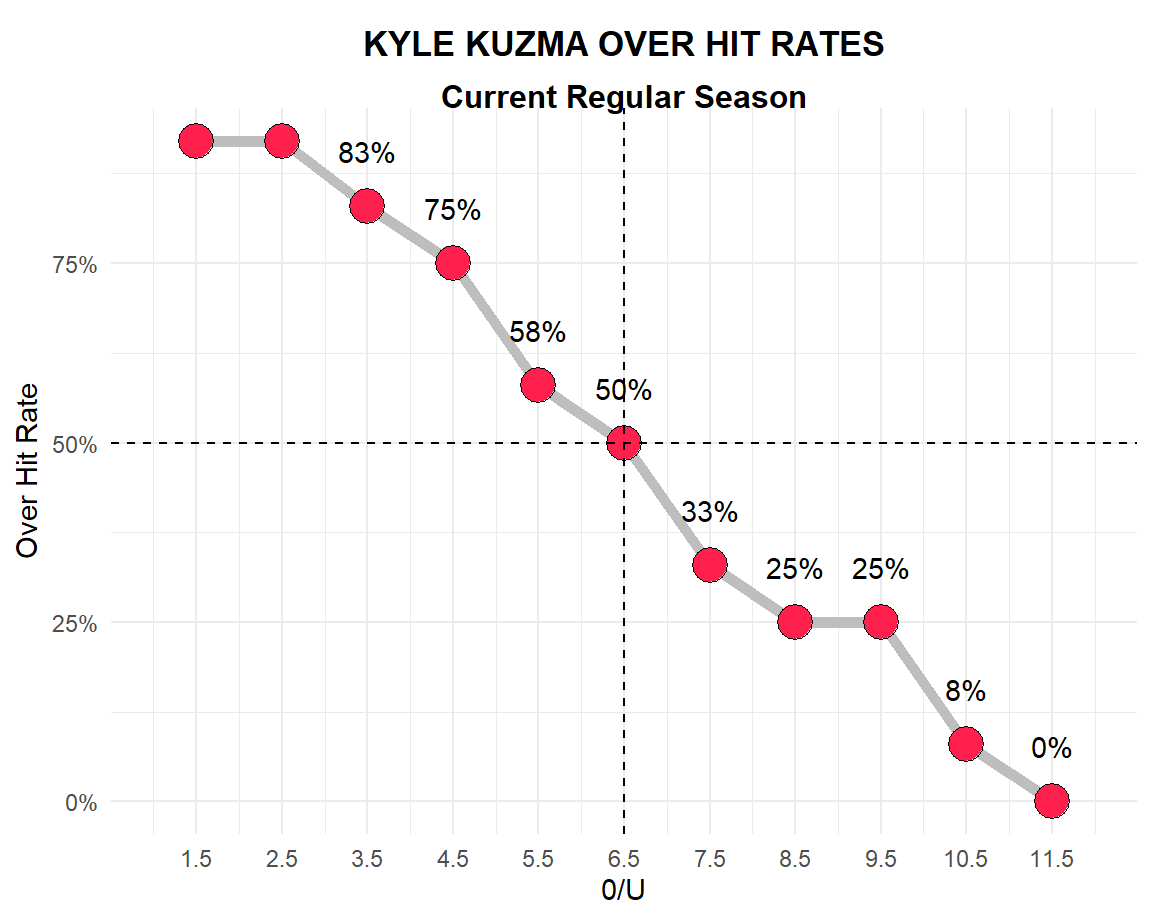 KYLE KUZMA OVER HIT RATES
Current Regular Season
83%
75%
58%
50%
33%
25% 25%
8%
0%
75%
50%
25%
0%
Over Hit Rate
1.5 2.5 3.5 4.5 5.5 6.5 7.5 8.5 9.5 10.5 11.5
0/U